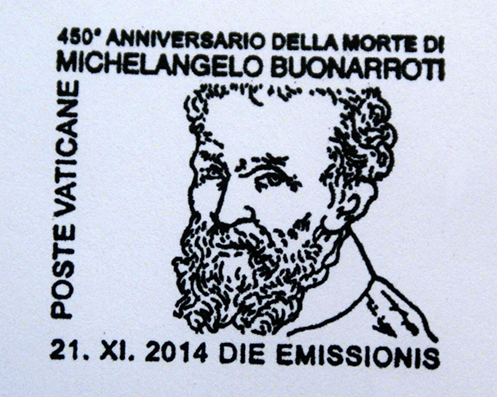 450° ANNIVERSARIO DELLA MORTE DI
MICHELANGELO BUONARROTI
POSTE VATICANE
21. XI. 2014 DIE EMISSIONIS